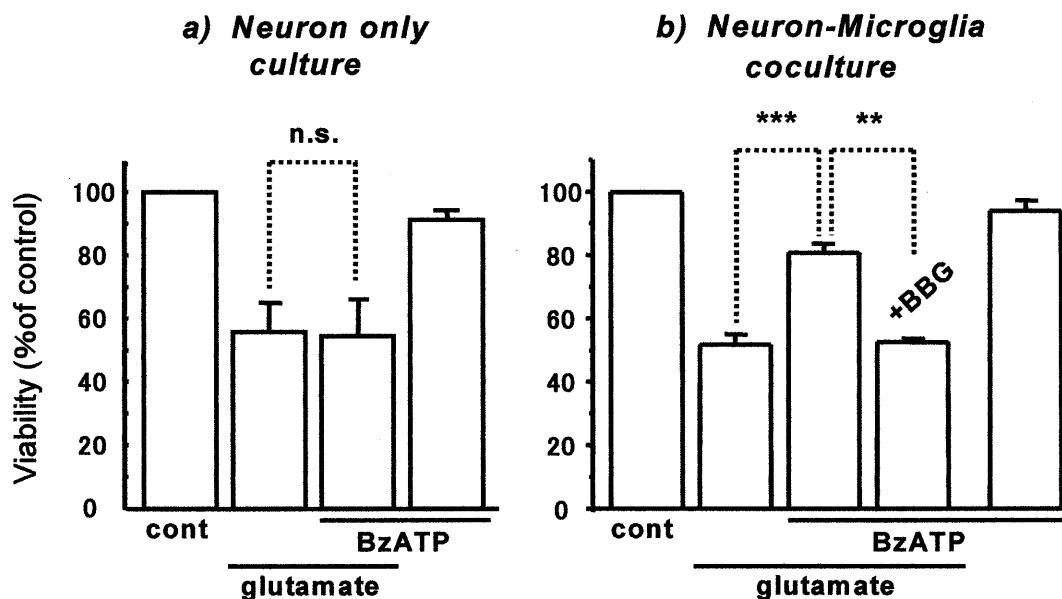 a) Neuron only
culture
b) Neuron-Microglia
coculture
n.s.
***
**
Viability (%of control)
100
80
60
40
20
0
100
80
60
40
20
0
+BBG
cont
BzATP
glutamate
cont
BzATP
glutamate